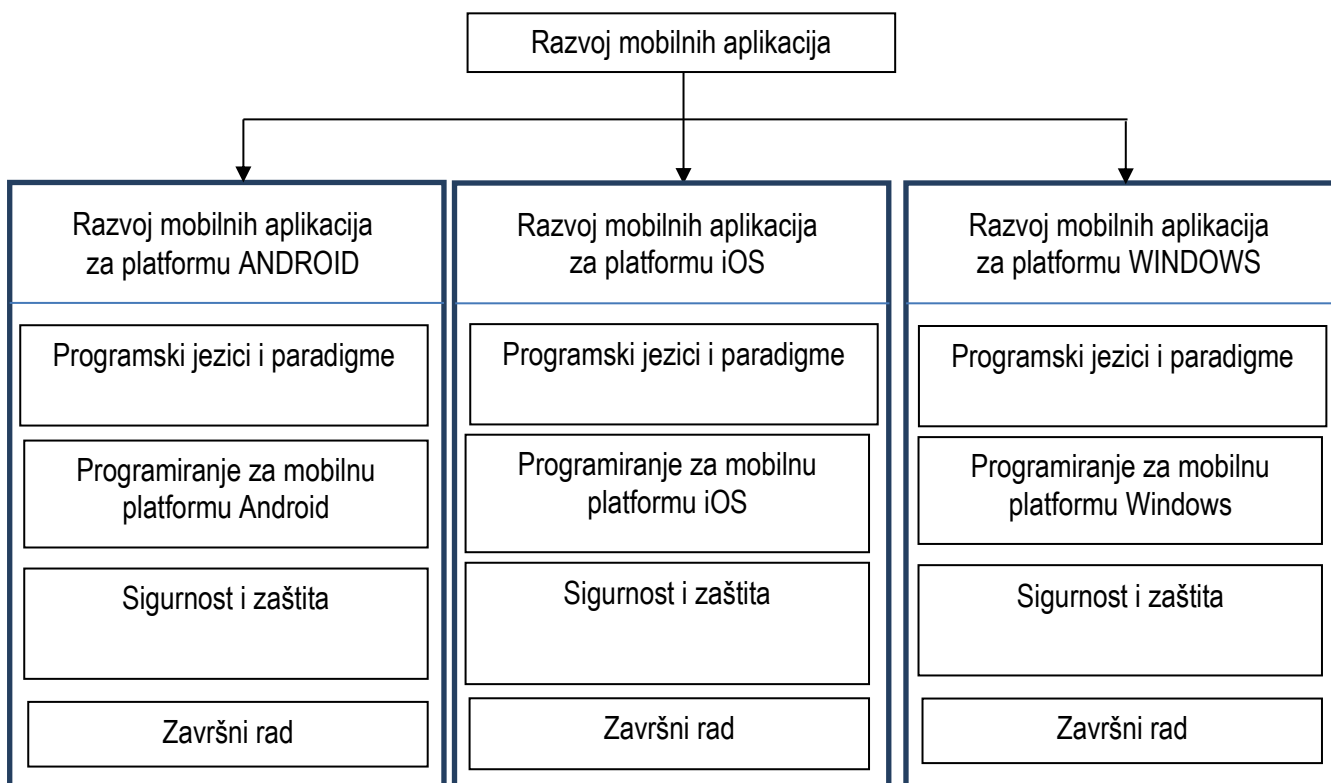 Razvoj mobilnih aplikacija
Razvoj mobilnih aplikacija
za platformu ANDROID
Programski jezici i paradigme
Programiranje za mobilnu
platformu Android
Sigurnost i zaštita
Završni rad
Razvoj mobilnih aplikacija
za platformu iOS
Programski jezici i paradigme
Programiranje za mobilnu
platformu iOS
Sigurnost i zaštita
Završni rad
Razvoj mobilnih aplikacija
za platformu WINDOWS
Programski jezici i paradigme
Programiranje za mobilnu
platformu Windows
Sigurnost i zaštita
Završni rad